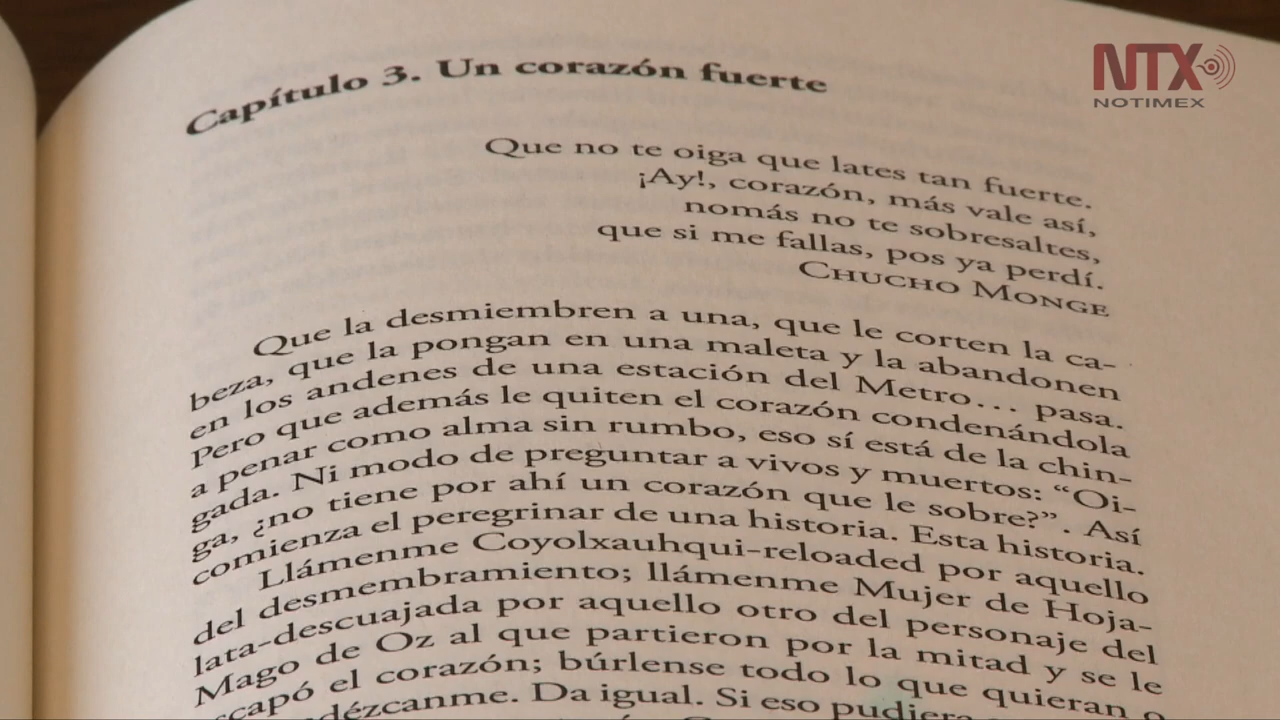 NTX
NOTIMEX
Capítulo 3. Un corazón fuerte
Que no te oiga que lates tan fuerte.
¡Ay!, corazón, más vale así,
nomás no te sobresaltes,
que si me fallas, pos ya perdí.
CHUCHO MONGE
Que la desmiembren a una, que le corten la ca-
beza, que la pongan en una maleta y la abandonen
en los andenes de una estación del Metro... pasa.
Pero que además le quiten el corazón condenándola
a penar como alma sin rumbo, eso sí está de la chin-
gada. Ni modo de preguntar a vivos y muertos: “Oi-
ga, ¿no tiene por ahí un corazón que le sobre?”. Así
comienza el peregrinar de una historia. Esta historia.
Llámenme Coyolxauhqui-reloaded por aquello
del desmembramiento; llámenme Mujer de Hoja-
lata-descuajada por aquello otro del personaje del
Mago de Oz al que partieron por la mitad y se le
scapó el corazón; búrlense todo lo que quieran o
dézcanme. Da igual. Si eso pudiera